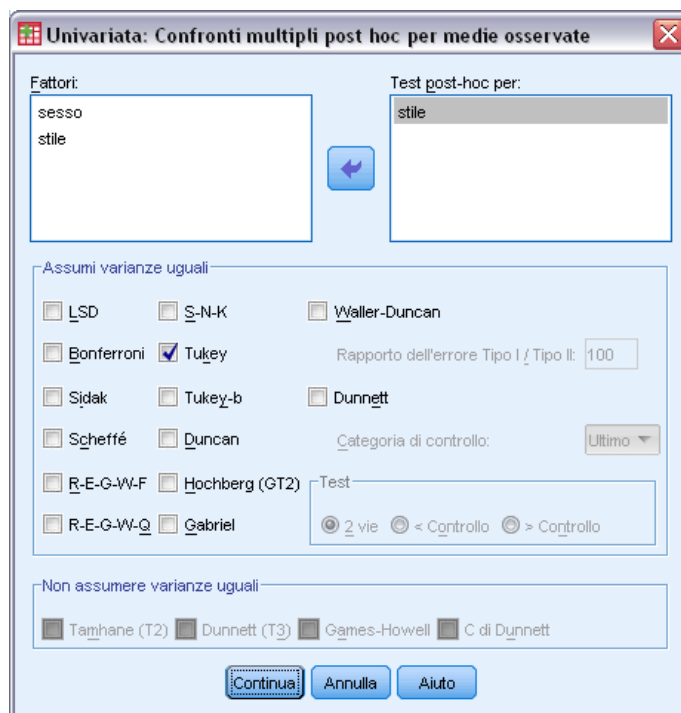 Univariata: Confronti multipli post hoc per medie osservate
Fattori:
sesso
stile
Test post-hoc per:
stile
Assumi varianze uguali
LSD
S-N-K
Waller-Duncan
Bonferroni
Tukey
Rapporto dell'errore Tipo I / Tipo II:
100
Sidak
Tukey-b
Dunnett
Scheffé
Duncan
Categoria di controllo:
Ultimo
R-E-G-W-F
Hochberg (GT2)
Test
R-E-G-W-Q
Gabriel
2 vie
< Controllo
> Controllo
Non assumere varianze uguali
Tamhane (T2)
Dunnett (T3)
Games-Howell
C di Dunnett
Continua
Annulla
Aiuto